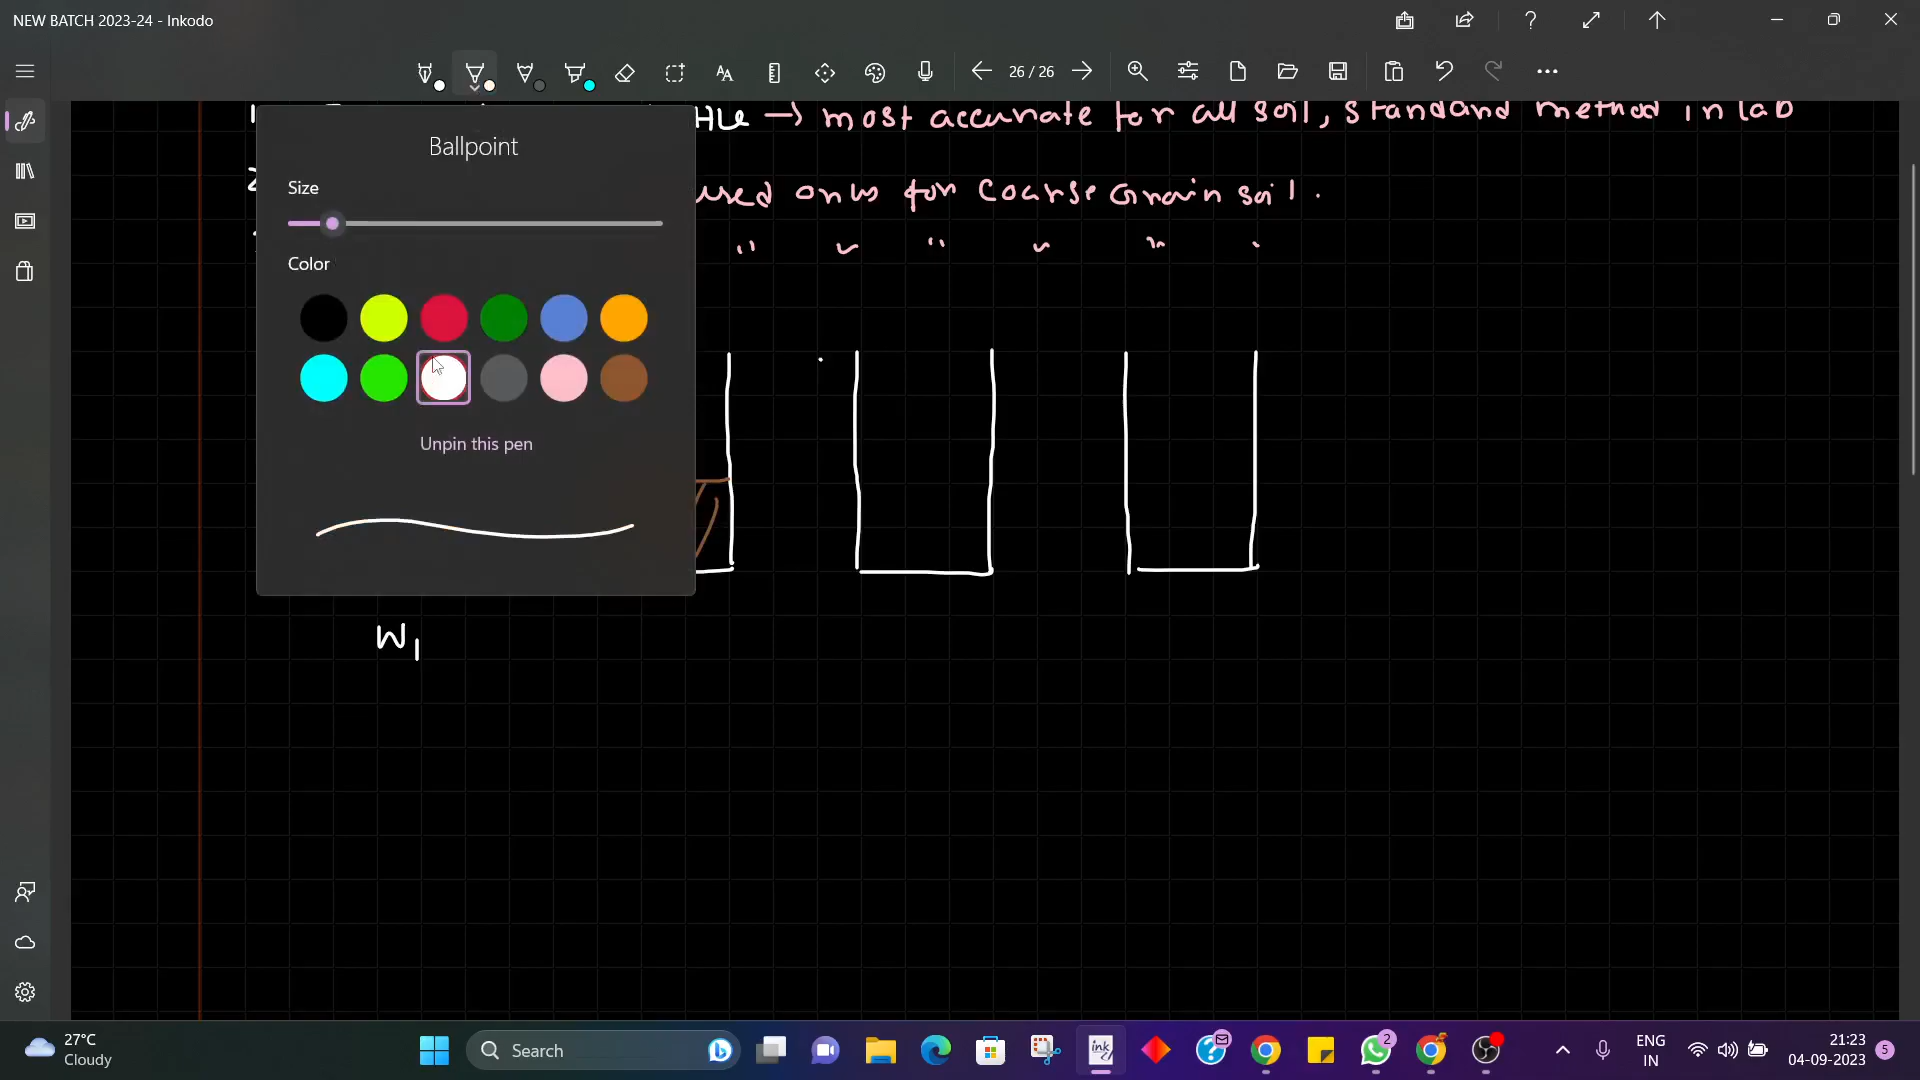 NEW BATCH 2023-24 - Inkodo
26 / 26
HLE → most accurate for all soil, standard method in lab
Ballpoint
Size
used only for Coarse Grain soil.
" " " " " "
Color
Unpin this pen
W1
27°C
Cloudy
Search
2
ENG
IN
21:23
04-09-2023
5